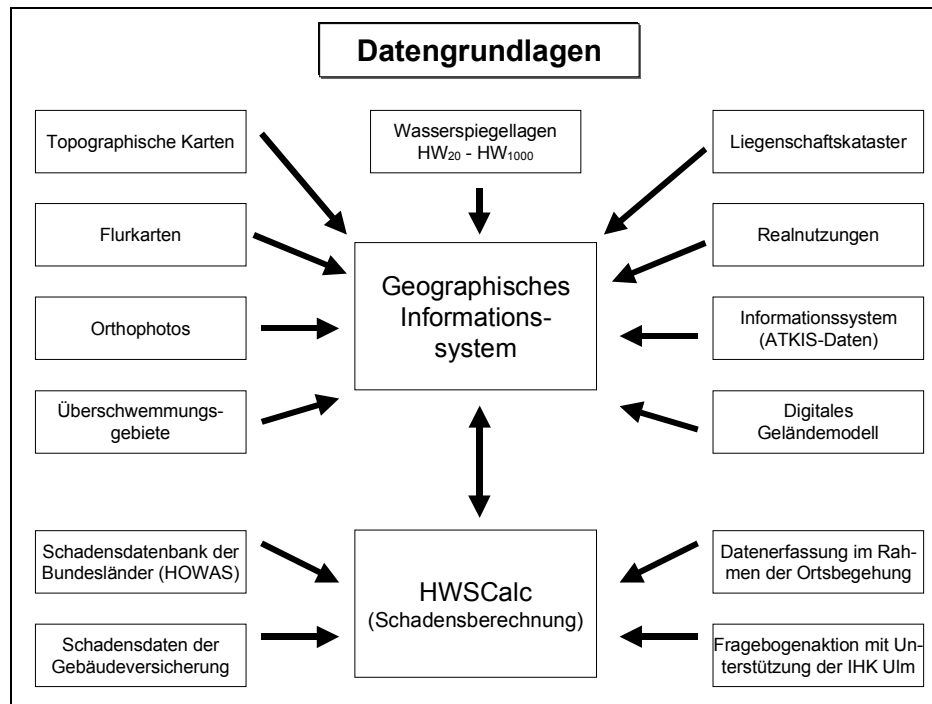 Datengrundlagen
Topographische Karten
Wasserspiegellagen
HW20 - HW1000
Liegenschaftskataster
Flurkarten
Realnutzungen
Geographisches
Informations-
system
Orthophotos
Informationssystem
(ATKIS-Daten)
Überschwemmungs-
gebiete
Digitales
Geländemodell
Schadensdatenbank der
Bundesländer (HOWAS)
HWSCalc
(Schadensberechnung)
Datenerfassung im Rah-
men der Ortsbegehung
Schadensdaten der
Gebäudeversicherung
Fragebogenaktion mit Un-
terstützung der IHK Ulm